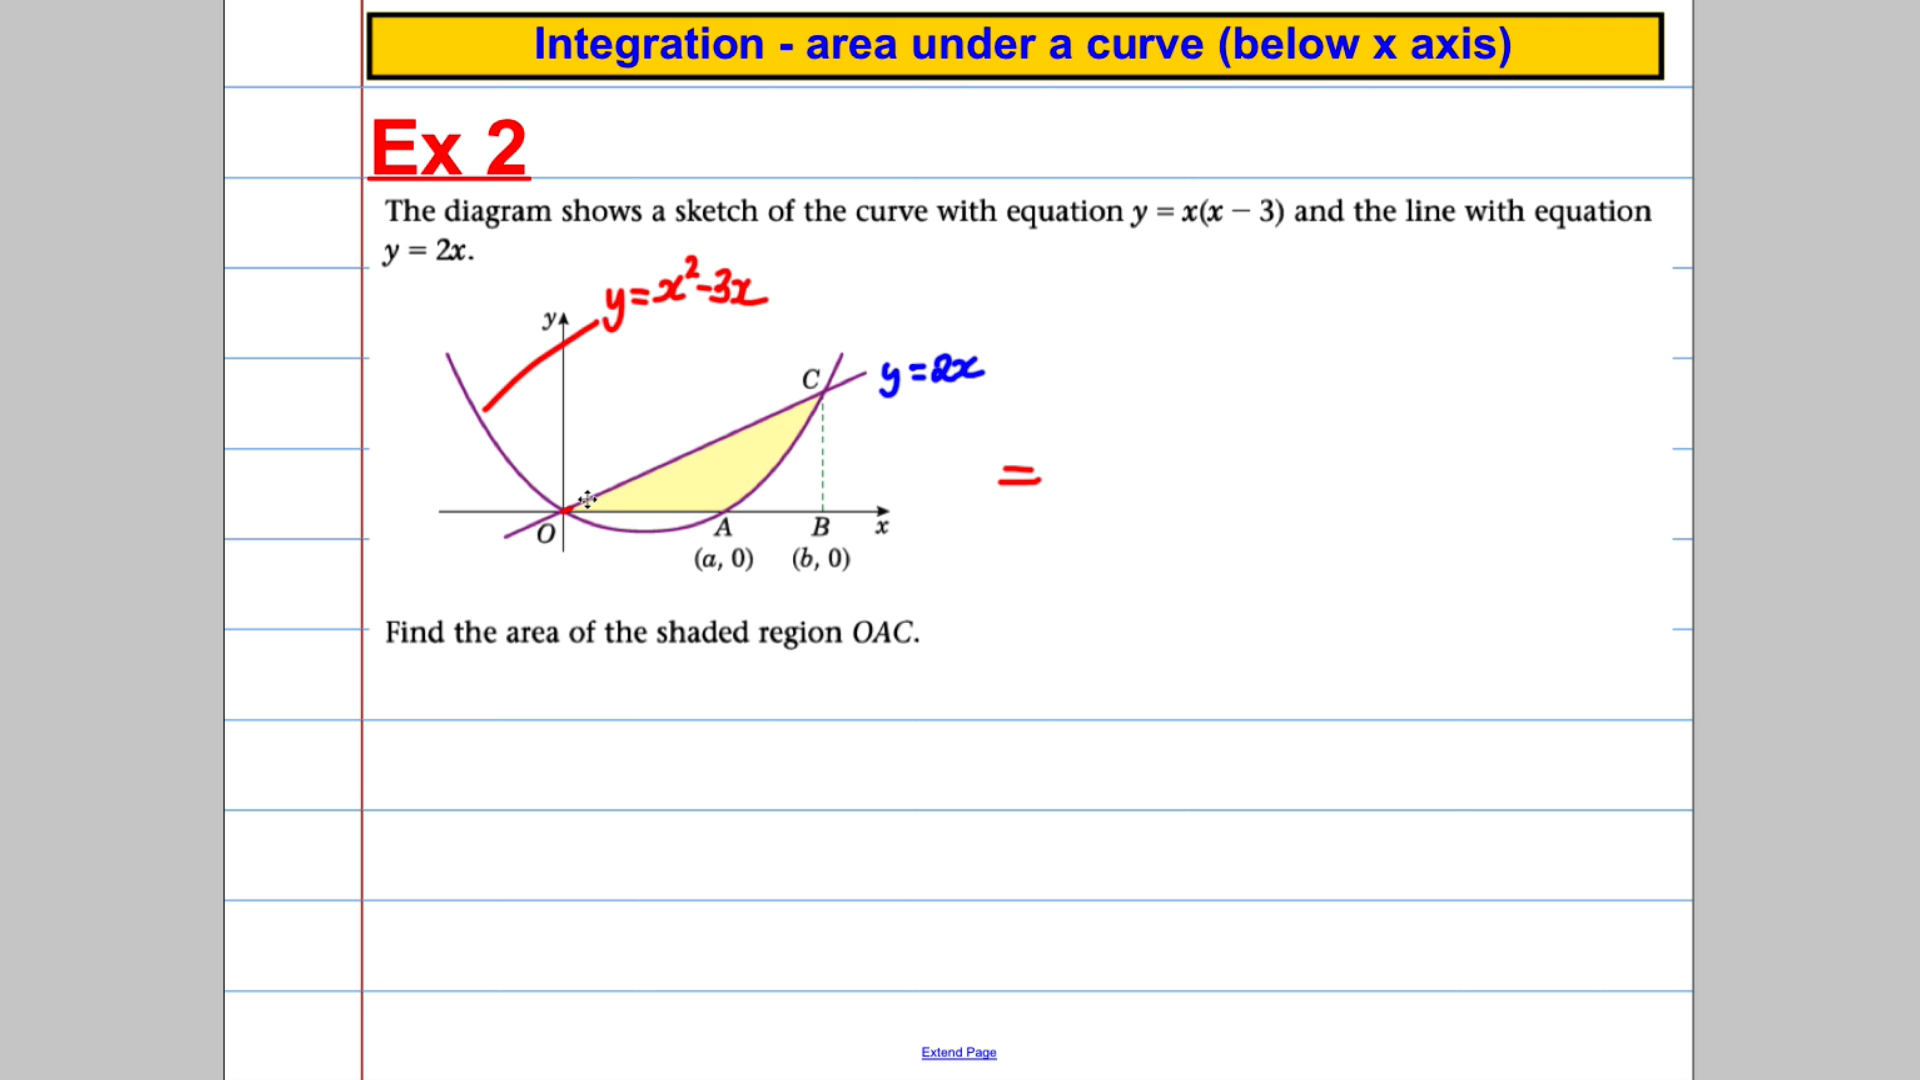 Integration - area under a curve (below x axis)
Ex 2
The diagram shows a sketch of the curve with equation y = x(x − 3) and the line with equation
y = 2x.
y=x²-3x
y
C
y=2x
=
O
A
B
x
(a, 0)
(b, 0)
Find the area of the shaded region OAC.
Extend Page